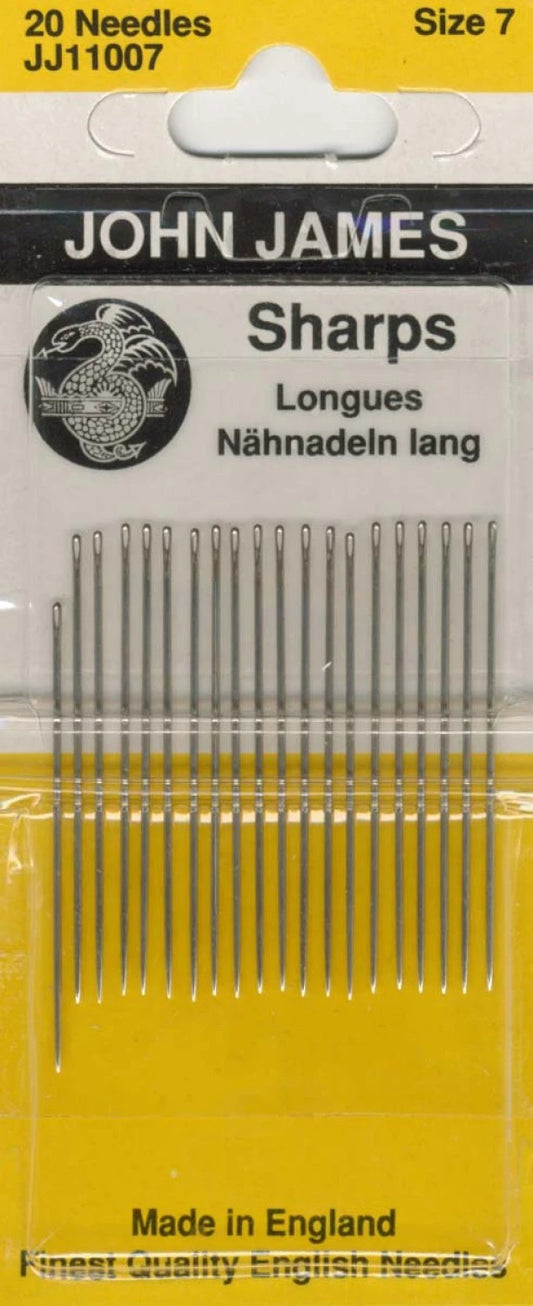 20 Needles Size 7
JJ11007
JOHN JAMES
Sharps
Longues
Nähnadeln lang
Made in England
Finest Quality English Needles